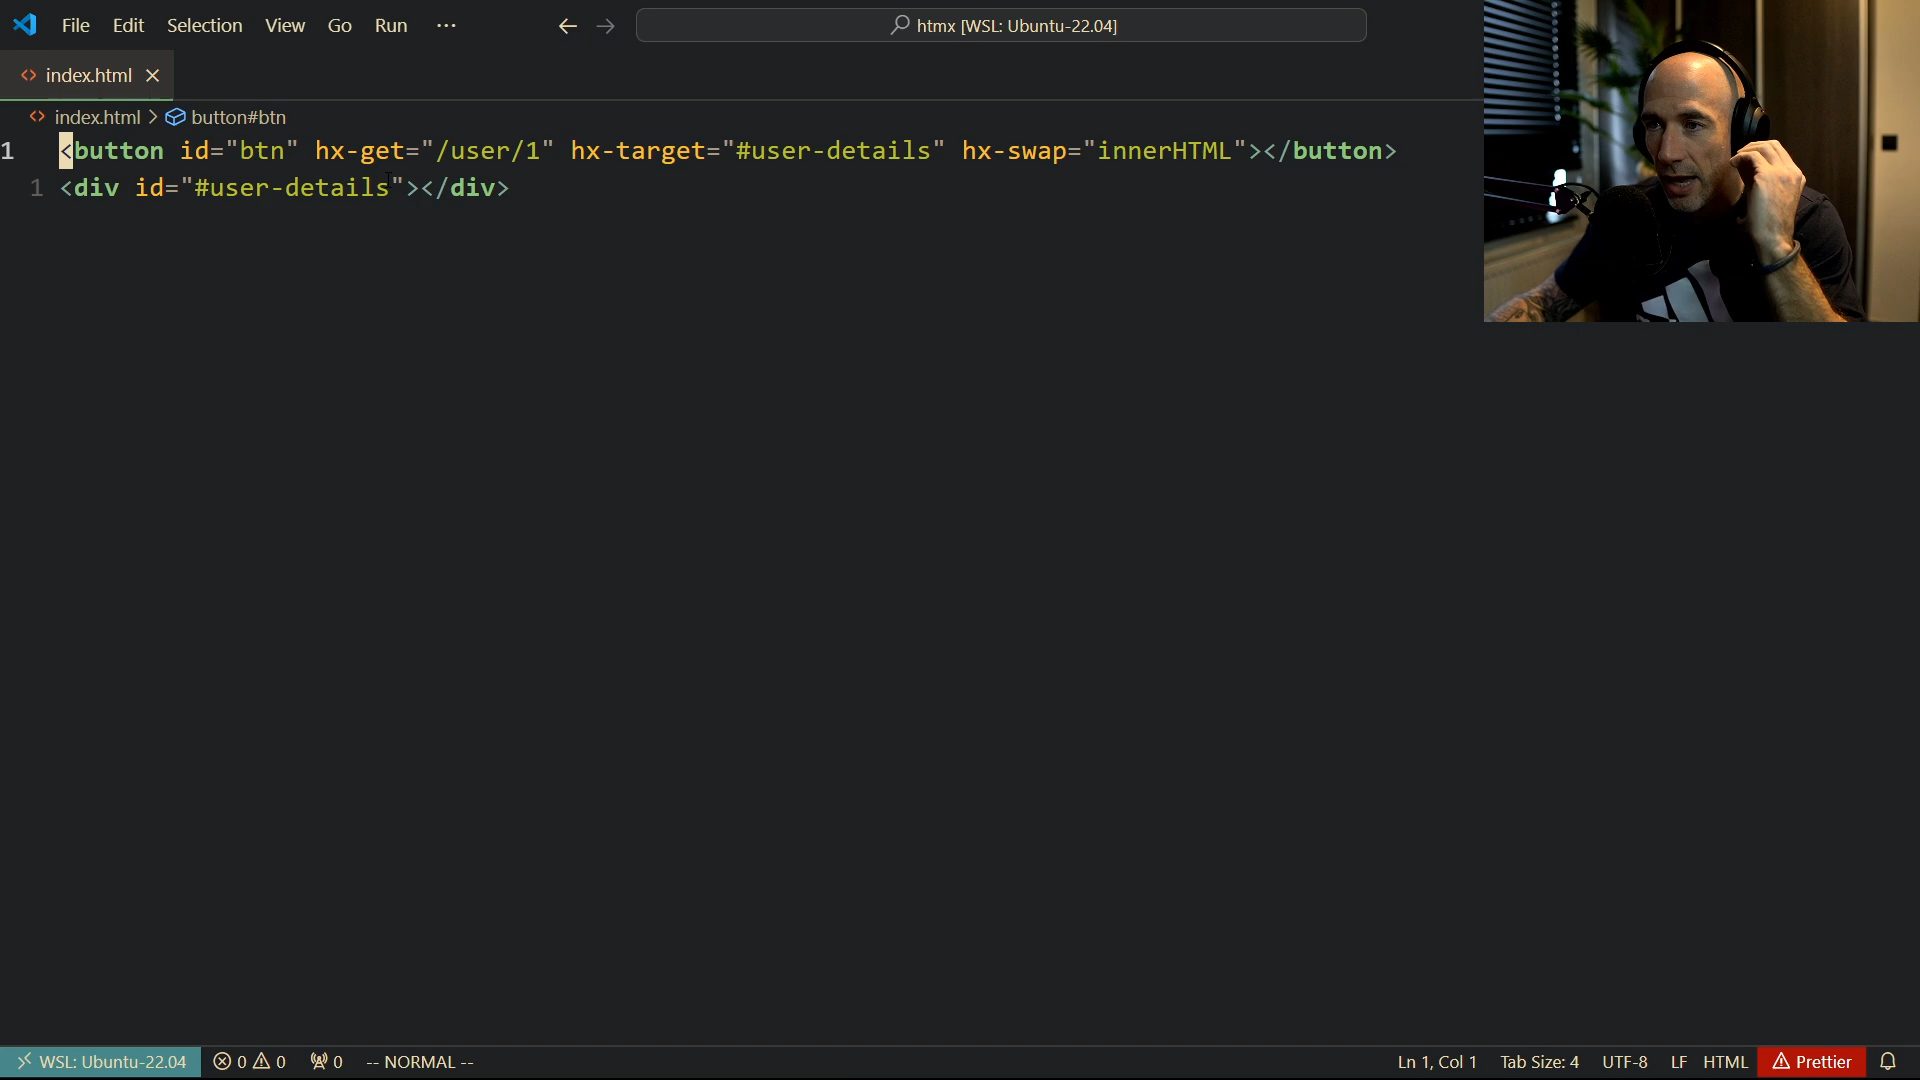 File Edit Selection View Go Run ···
htmx [WSL: Ubuntu-22.04]
index.html
index.html > button#btn
1 <button id="btn" hx-get="/user/1" hx-target="#user-details" hx-swap="innerHTML"></button>
1 <div id="#user-details"></div>
WSL: Ubuntu-22.04 0 0 0 -- NORMAL -- Ln 1, Col 1 Tab Size: 4 UTF-8 LF HTML Prettier